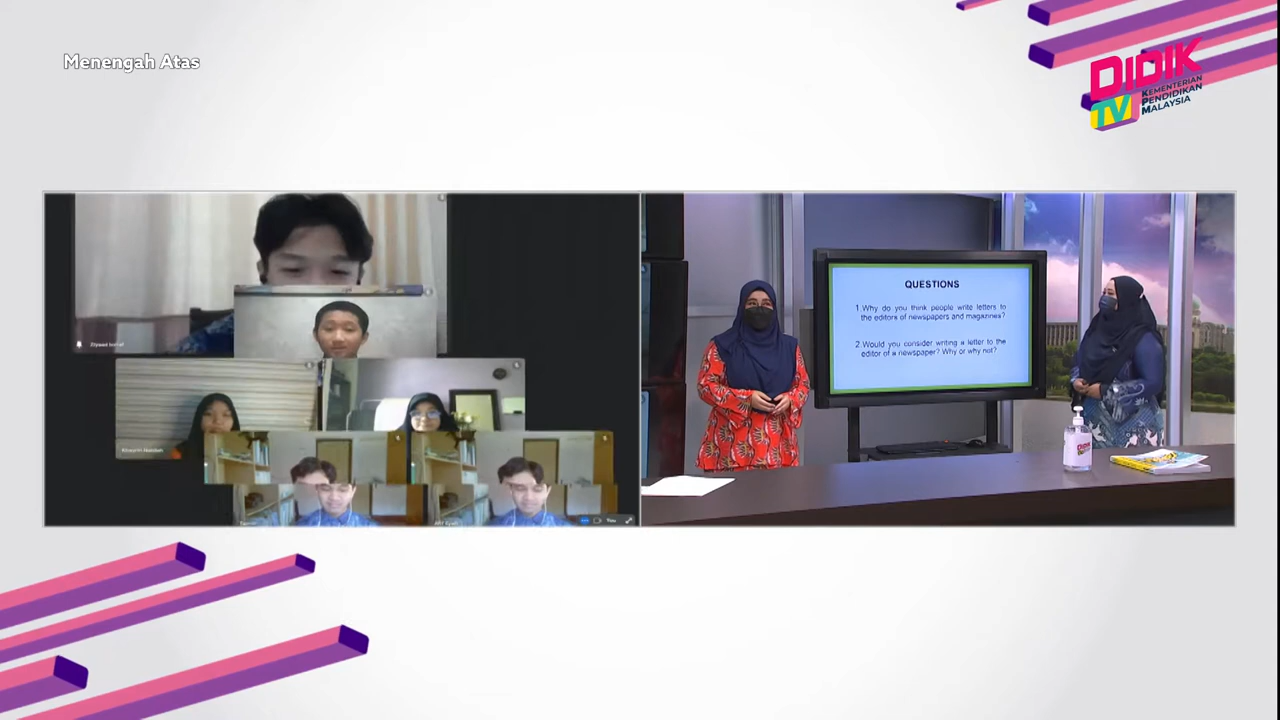 Menengah Atas
DIDIK
TV
KEMENTERIAN
PENDIDIKAN
MALAYSIA
QUESTIONS
1.Why do you think people write letters to
the editors of newspapers and magazines?
2.Would you consider writing a letter to the
editor of a newspaper? Why or why not?
DIDIK